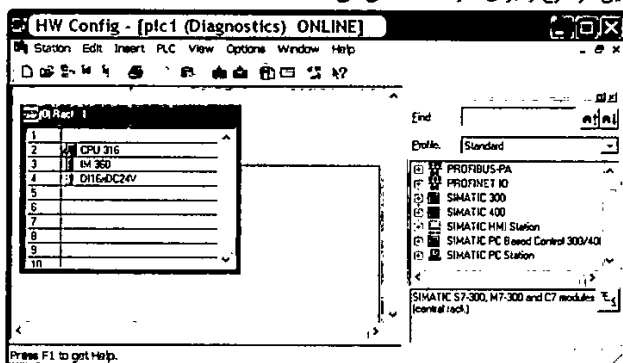 HW Config - [plc1 (Diagnostics) ONLINE]
Station Edit Insert PLC View Options Window Help
(0) Rack 1
1
2 CPU 316
3 IM 360
4 DI16xDC24V
5
6
7
8
9
10
Find
Profile: Standard
PROFIBUS-PA
PROFINET IO
SIMATIC 300
SIMATIC 400
SIMATIC HMI Station
SIMATIC PC Based Control 300/400
SIMATIC PC Station
SIMATIC S7-300, M7-300 and C7 modules
(central rack)
Press F1 to get Help.